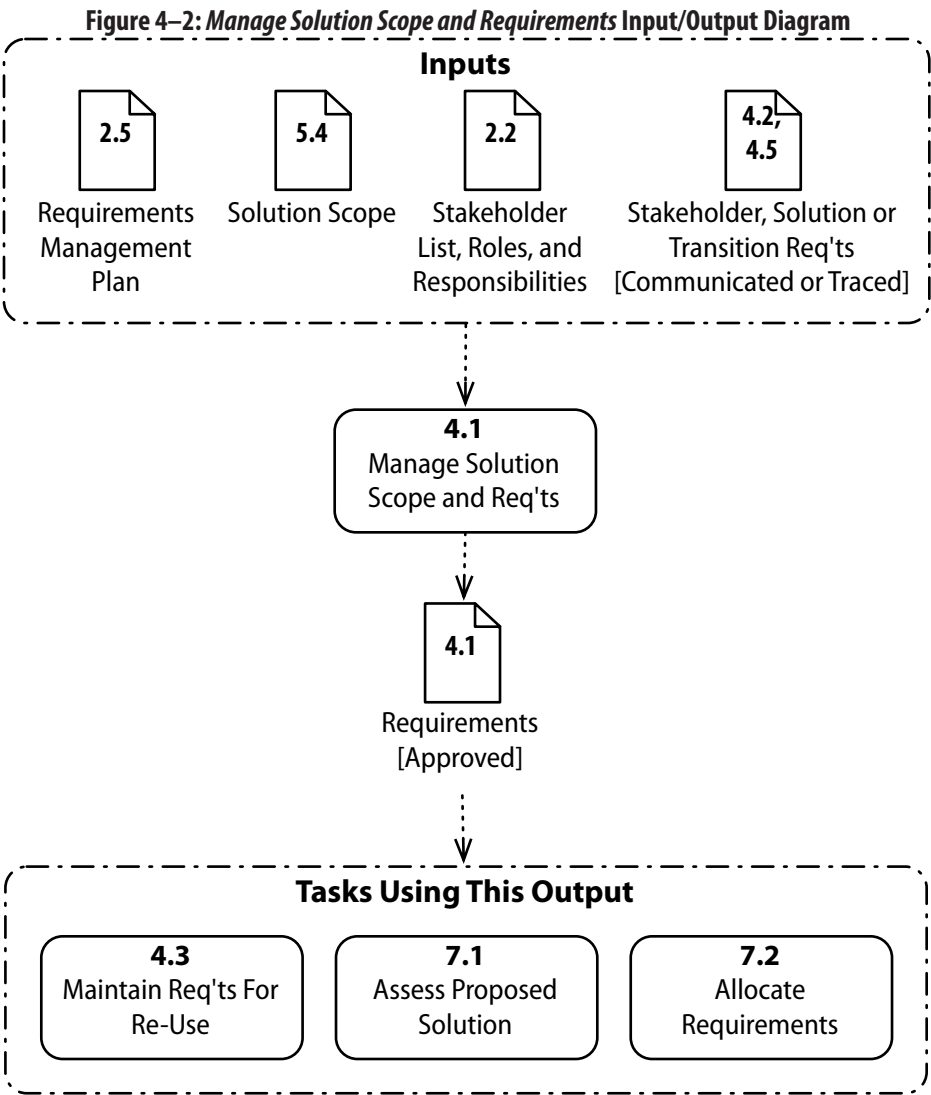 Figure 4–2: Manage Solution Scope and Requirements Input/Output Diagram
Inputs
2.5
Requirements
Management
Plan
5.4
Solution Scope
2.2
Stakeholder
List, Roles, and
Responsibilities
4.2,
4.5
Stakeholder, Solution or
Transition Req'ts
[Communicated or Traced]
4.1
Manage Solution
Scope and Req'ts
4.1
Requirements
[Approved]
Tasks Using This Output
4.3
Maintain Req'ts For
Re-Use
7.1
Assess Proposed
Solution
7.2
Allocate
Requirements